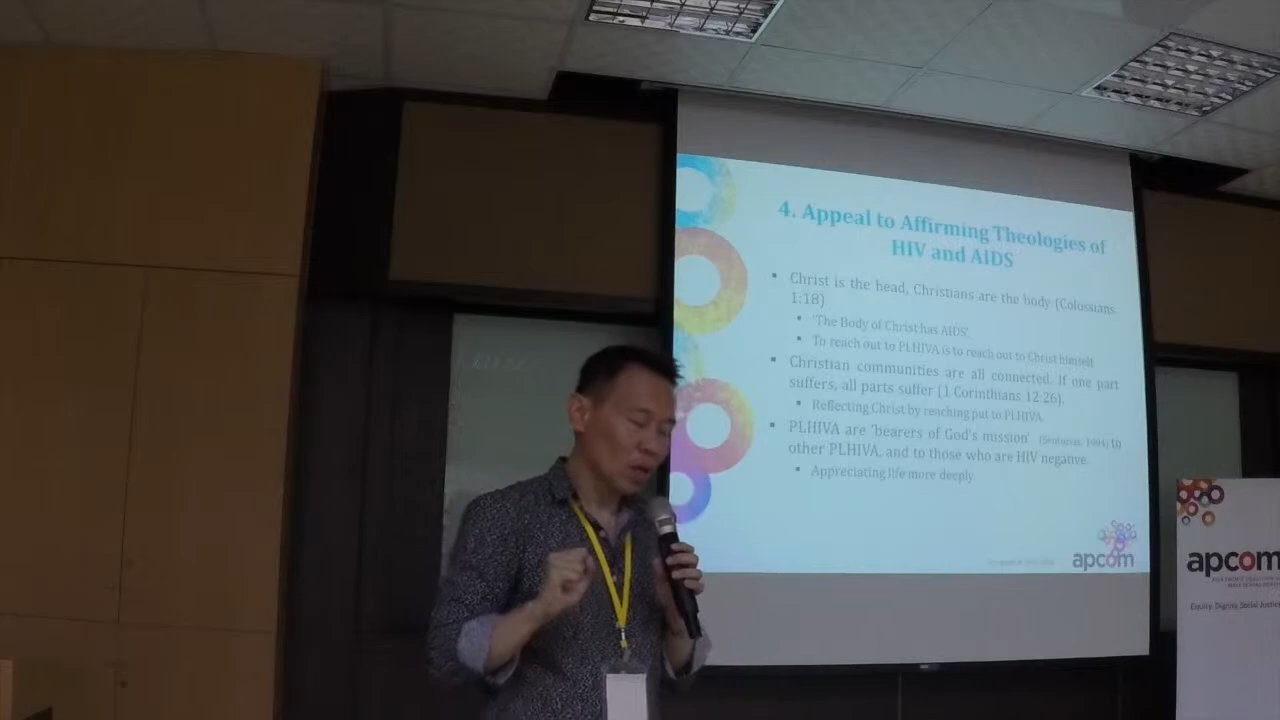 4. Appeal to Affirming Theologies of
HIV and AIDS
▪ Christ is the head, Christians are the body (Colossians
1:18)
▪ 'The Body of Christ has AIDS'.
▪ To reach out to PLHIVA is to reach out to Christ himself.
▪ Christian communities are all connected. If one part
suffers, all parts suffer (1 Corinthians 12:26).
▪ Reflecting Christ by reaching put to PLHIVA.
▪ PLHIVA are 'bearers of God's mission' 1994) to
other PLHIVA, and to those who are HIV negative.
▪ Appreciating life more deeply
apcom
apcom
Equity. Dignity. Social Justice